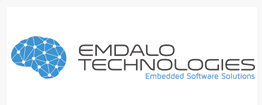 EMDALO
TECHNOLOGIES
Embedded Software Solutions